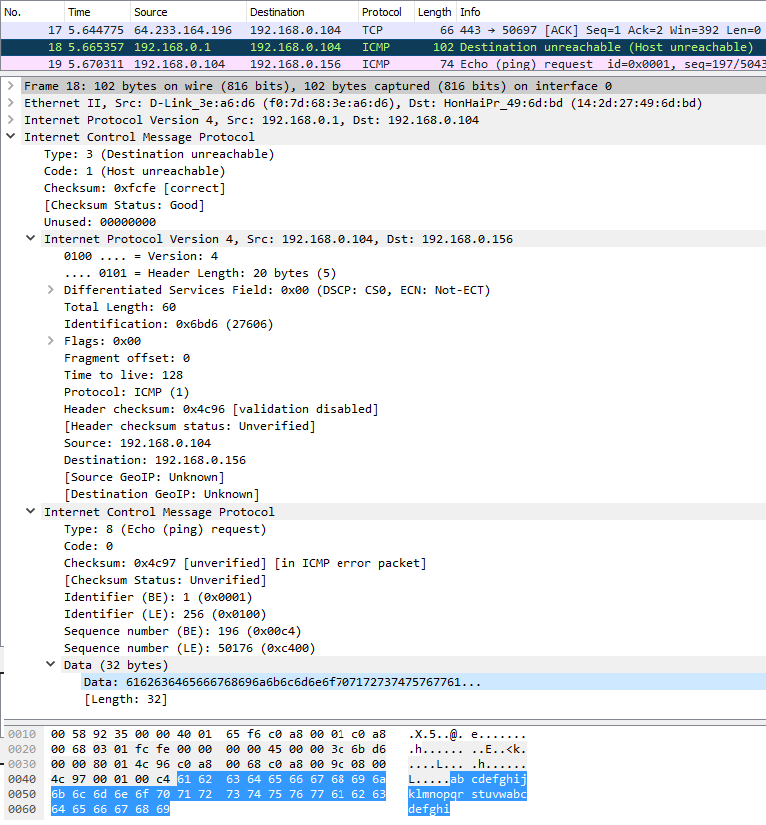 No. Time Source Destination Protocol Length Info
17 5.644775 64.233.164.196 192.168.0.104 TCP 66 443 → 50697 [ACK] Seq=1 Ack=2 Win=392 Len=0
18 5.665357 192.168.0.1 192.168.0.104 ICMP 102 Destination unreachable (Host unreachable)
19 5.670311 192.168.0.104 192.168.0.156 ICMP 74 Echo (ping) request id=0x0001, seq=197/5043
Frame 18: 102 bytes on wire (816 bits), 102 bytes captured (816 bits) on interface 0
Ethernet II, Src: D-Link_3e:a6:d6 (f0:7d:68:3e:a6:d6), Dst: HonHaiPr_49:6d:bd (14:2d:27:49:6d:bd)
Internet Protocol Version 4, Src: 192.168.0.1, Dst: 192.168.0.104
Internet Control Message Protocol
Type: 3 (Destination unreachable)
Code: 1 (Host unreachable)
Checksum: 0xfcfe [correct]
[Checksum Status: Good]
Unused: 00000000
Internet Protocol Version 4, Src: 192.168.0.104, Dst: 192.168.0.156
0100 .... = Version: 4
.... 0101 = Header Length: 20 bytes (5)
Differentiated Services Field: 0x00 (DSCP: CS0, ECN: Not-ECT)
Total Length: 60
Identification: 0x6bd6 (27606)
Flags: 0x00
Fragment offset: 0
Time to live: 128
Protocol: ICMP (1)
Header checksum: 0x4c96 [validation disabled]
[Header checksum status: Unverified]
Source: 192.168.0.104
Destination: 192.168.0.156
[Source GeoIP: Unknown]
[Destination GeoIP: Unknown]
Internet Control Message Protocol
Type: 8 (Echo (ping) request)
Code: 0
Checksum: 0x4c97 [unverified] [in ICMP error packet]
[Checksum Status: Unverified]
Identifier (BE): 1 (0x0001)
Identifier (LE): 256 (0x0100)
Sequence number (BE): 196 (0x00c4)
Sequence number (LE): 50176 (0xc400)
Data (32 bytes)
Data: 6162636465666768696a6b6c6d6e6f707172737475767761...
[Length: 32]
0010 00 58 92 35 00 00 40 01 65 f6 c0 a8 00 01 c0 a8 .X.5..@. e.......
0020 00 68 03 01 fc fe 00 00 00 00 45 00 00 3c 6b d6 .h...... ..E..<k.
0030 00 00 80 01 4c 96 c0 a8 00 68 c0 a8 00 9c 08 00 ....L... .h......
0040 4c 97 00 01 00 c4 61 62 63 64 65 66 67 68 69 6a L.....ab cdefghij
0050 6b 6c 6d 6e 6f 70 71 72 73 74 75 76 77 61 62 63 klmnopqr stuvwabc
0060 64 65 66 67 68 69 defghi